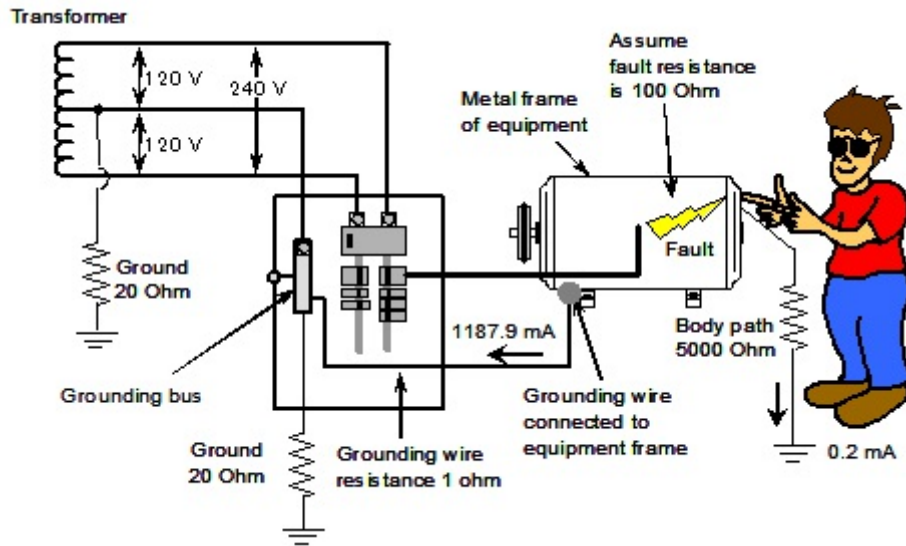 Transformer
120 V
240 V
120 V
Assume
fault resistance
is 100 Ohm
Metal frame
of equipment
Fault
Ground
20 Ohm
1187.9 mA
Body path
5000 Ohm
Grounding bus
Ground
20 Ohm
Grounding wire
resistance 1 ohm
Grounding wire
connected to
equipment frame
0.2 mA